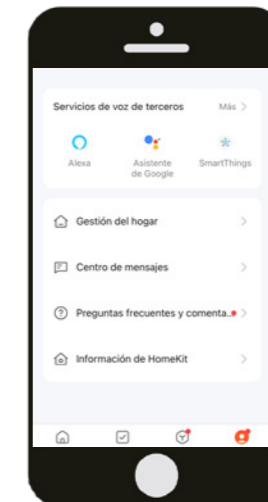 Servicios de voz de terceros Más >
Alexa Asistente de Google SmartThings
Gestión del hogar
Centro de mensajes
Preguntas frecuentes y comenta..
Información de HomeKit